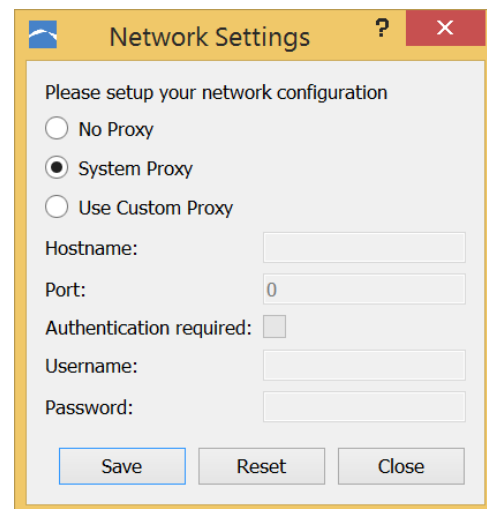 Network Settings ? ×
Please setup your network configuration
No Proxy
System Proxy
Use Custom Proxy
Hostname:
Port: 0
Authentication required:
Username:
Password:
Save Reset Close